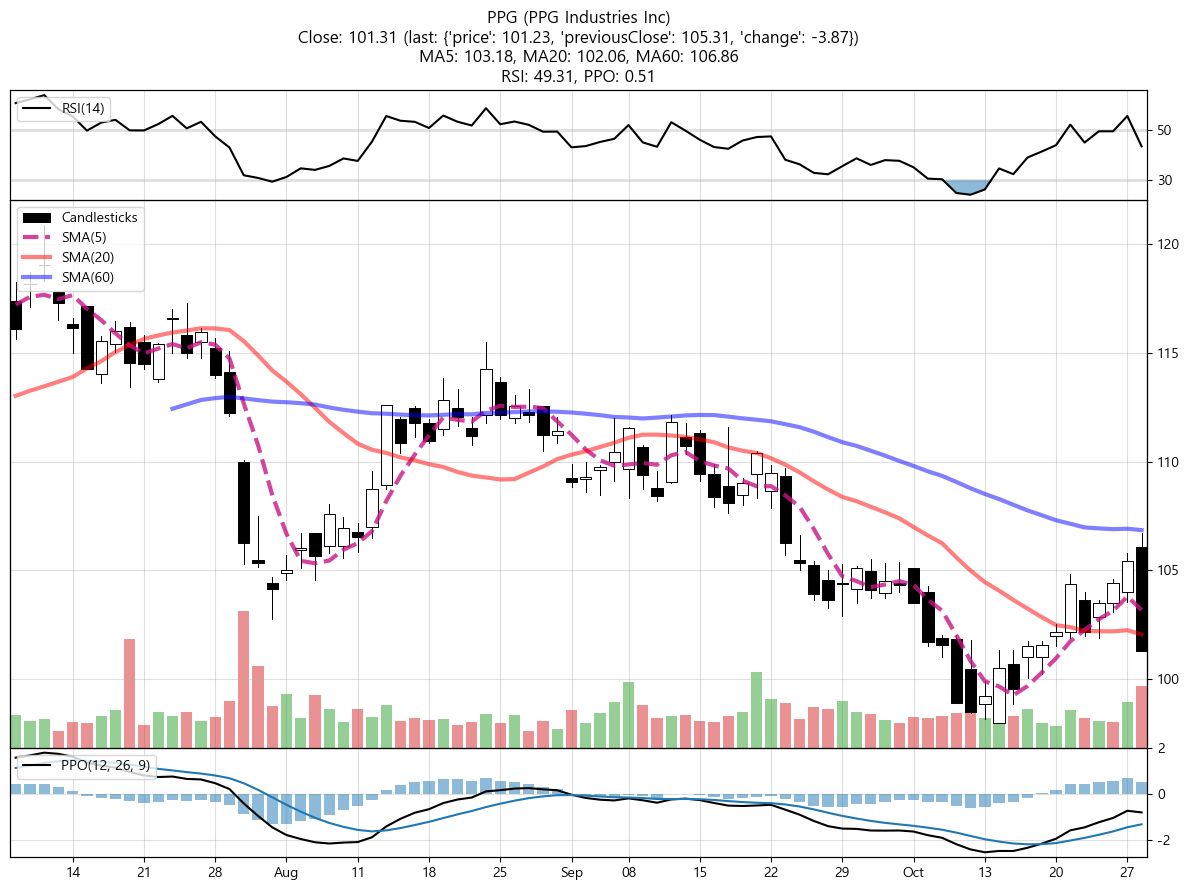 PPG (PPG Industries Inc)
Close: 101.31 (last: {'price': 101.23, 'previousClose': 105.31, 'change': -3.87})
MA5: 103.18, MA20: 102.06, MA60: 106.86
RSI: 49.31, PPO: 0.51
RSI(14)
50
30
Candlesticks
SMA(5)
SMA(20)
SMA(60)
120
115
110
105
100
2
PPO(12, 26, 9)
0
-2
14 21 28 Aug 11 18 25 Sep 08 15 22 29 Oct 13 20 27